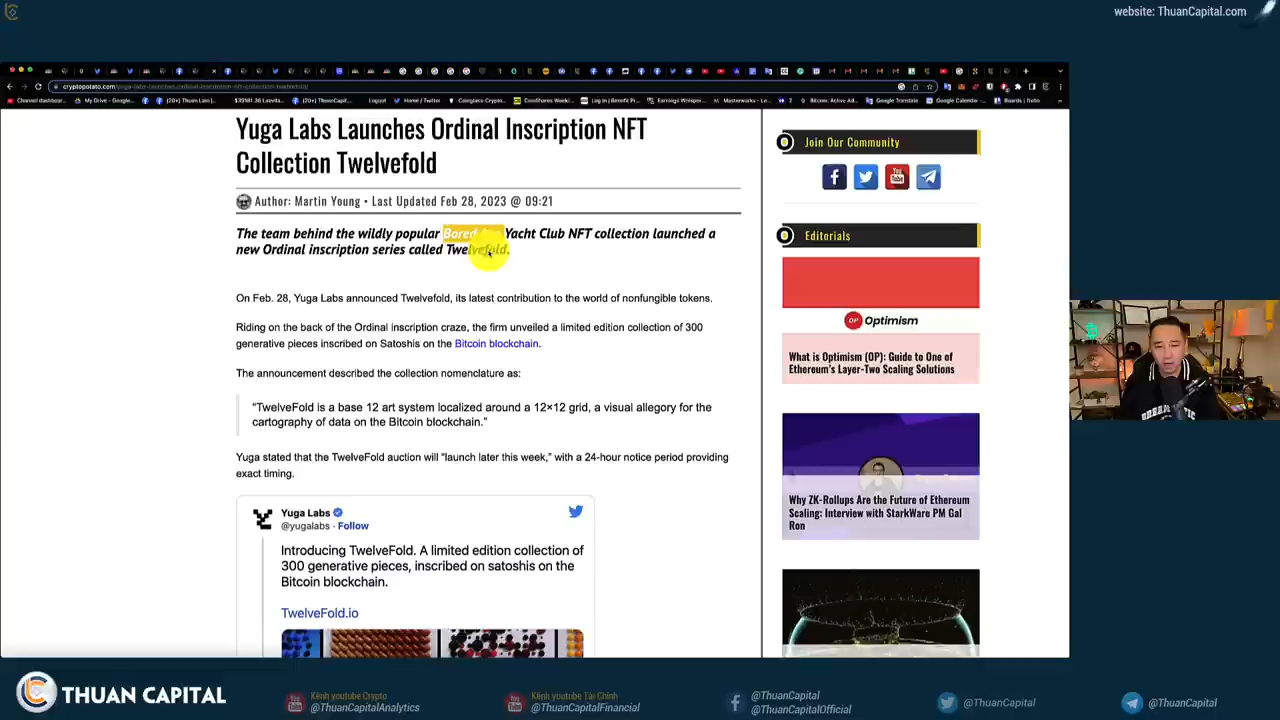 website: ThuanCapital.com
Yuga Labs Launches Ordinal Inscription NFT
Collection Twelvefold
Author: Martin Young • Last Updated Feb 28, 2023 @ 09:21
The team behind the wildly popular Bored Ape Yacht Club NFT collection launched a
new Ordinal inscription series called Twelvefold.
On Feb. 28, Yuga Labs announced Twelvefold, its latest contribution to the world of nonfungible tokens.
Riding on the back of the Ordinal inscription craze, the firm unveiled a limited edition collection of 300
generative pieces inscribed on Satoshis on the Bitcoin blockchain.
The announcement described the collection nomenclature as:
“TwelveFold is a base 12 art system localized around a 12×12 grid, a visual allegory for the
cartography of data on the Bitcoin blockchain.”
Yuga stated that the TwelveFold auction will “launch later this week,” with a 24-hour notice period providing
exact timing.
Yuga Labs
@yugalabs · Follow
Introducing TwelveFold. A limited edition collection of
300 generative pieces, inscribed on satoshis on the
Bitcoin blockchain.
TwelveFold.io
Join Our Community
Editorials
OP Optimism
What is Optimism (OP): Guide to One of
Ethereum's Layer-Two Scaling Solutions
Why ZK-Rollups Are the Future of Ethereum
Scaling: Interview with StarkWare PM Gal
Ron
THUAN CAPITAL
Kênh youtube Crypto
@ThuanCapitalAnalytics
Kênh youtube Tài Chính
@ThuanCapitalFinancial
@ThuanCapital
@ThuanCapitalOfficial
@ThuanCapital
@ThuanCapital